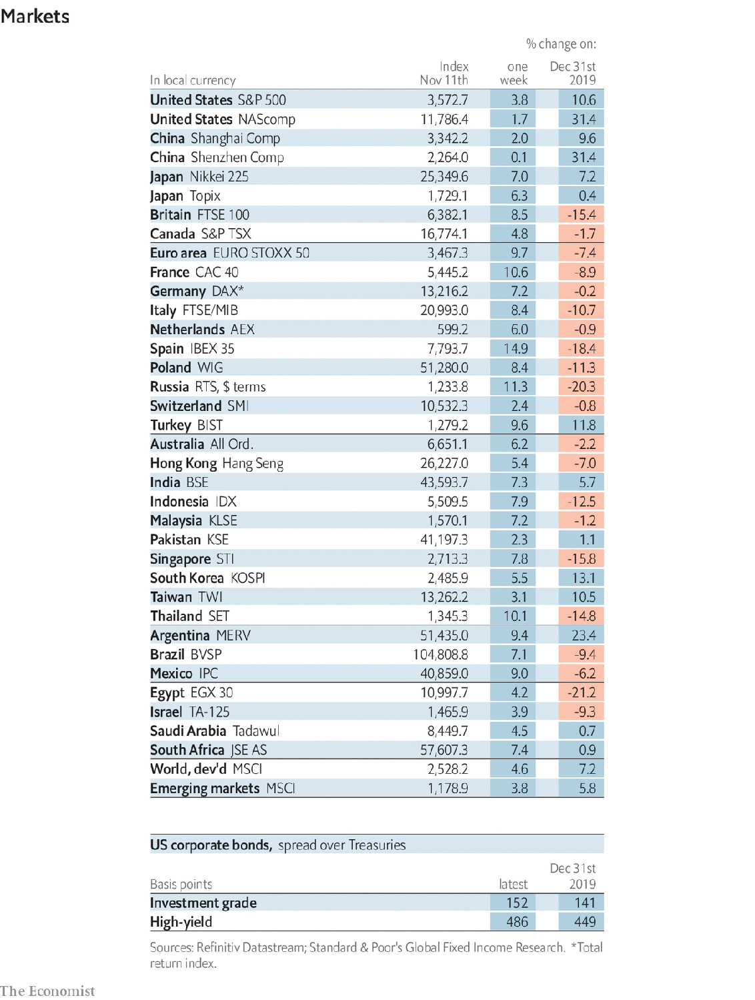 Markets
% change on:
Index one Dec 31st
In local currency Nov 11th week 2019
United States S&P 500 3,572.7 3.8 10.6
United States NAScomp 11,786.4 1.7 31.4
China Shanghai Comp 3,342.2 2.0 9.6
China Shenzhen Comp 2,264.0 0.1 31.4
Japan Nikkei 225 25,349.6 7.0 7.2
Japan Topix 1,729.1 6.3 0.4
Britain FTSE 100 6,382.1 8.5 -15.4
Canada S&P TSX 16,774.1 4.8 -1.7
Euro area EURO STOXX 50 3,467.3 9.7 -7.4
France CAC 40 5,445.2 10.6 -8.9
Germany DAX* 13,216.2 7.2 -0.2
Italy FTSE/MIB 20,993.0 8.4 -10.7
Netherlands AEX 599.2 6.0 -0.9
Spain IBEX 35 7,793.7 14.9 -18.4
Poland WIG 51,280.0 8.4 -11.3
Russia RTS, $ terms 1,233.8 11.3 -20.3
Switzerland SMI 10,532.3 2.4 -0.8
Turkey BIST 1,279.2 9.6 11.8
Australia All Ord. 6,651.1 6.2 -2.2
Hong Kong Hang Seng 26,227.0 5.4 -7.0
India BSE 43,593.7 7.3 5.7
Indonesia IDX 5,509.5 7.9 -12.5
Malaysia KLSE 1,570.1 7.2 -1.2
Pakistan KSE 41,197.3 2.3 1.1
Singapore STI 2,713.3 7.8 -15.8
South Korea KOSPI 2,485.9 5.5 13.1
Taiwan TWI 13,262.2 3.1 10.5
Thailand SET 1,345.3 10.1 -14.8
Argentina MERV 51,435.0 9.4 23.4
Brazil BVSP 104,808.8 7.1 -9.4
Mexico IPC 40,859.0 9.0 -6.2
Egypt EGX 30 10,997.7 4.2 -21.2
Israel TA-125 1,465.9 3.9 -9.3
Saudi Arabia Tadawul 8,449.7 4.5 0.7
South Africa JSE AS 57,607.3 7.4 0.9
World, dev'd MSCI 2,528.2 4.6 7.2
Emerging markets MSCI 1,178.9 3.8 5.8
US corporate bonds, spread over Treasuries
Dec 31st
Basis points latest 2019
Investment grade 152 141
High-yield 486 449
Sources: Refinitiv Datastream; Standard & Poor's Global Fixed Income Research. *Total
return index.
The Economist